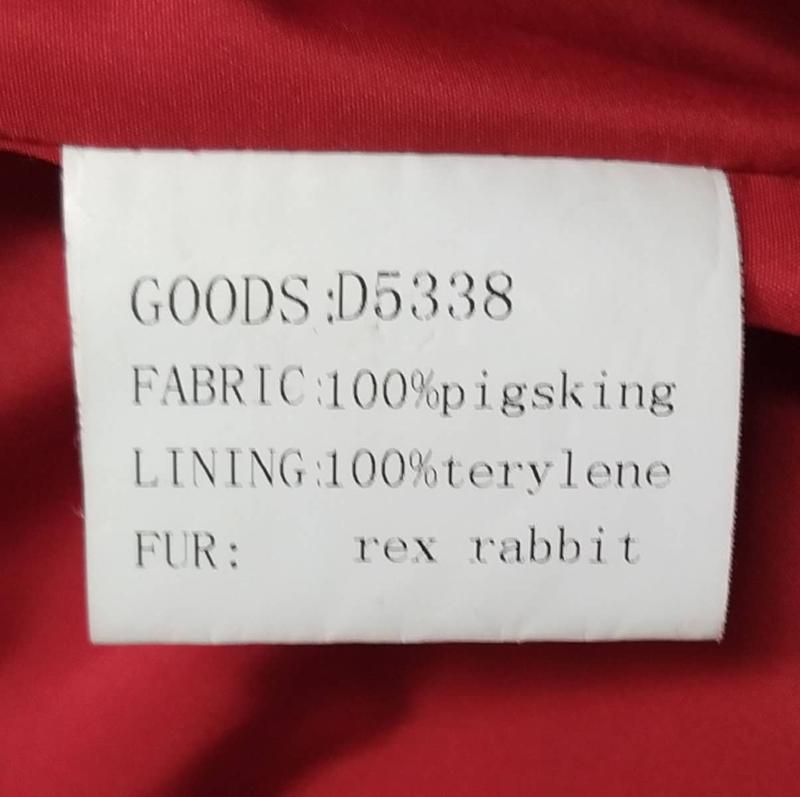 GOODS:D5338
FABRIC:100%pigsking
LINING:100%terylene
FUR: rex rabbit